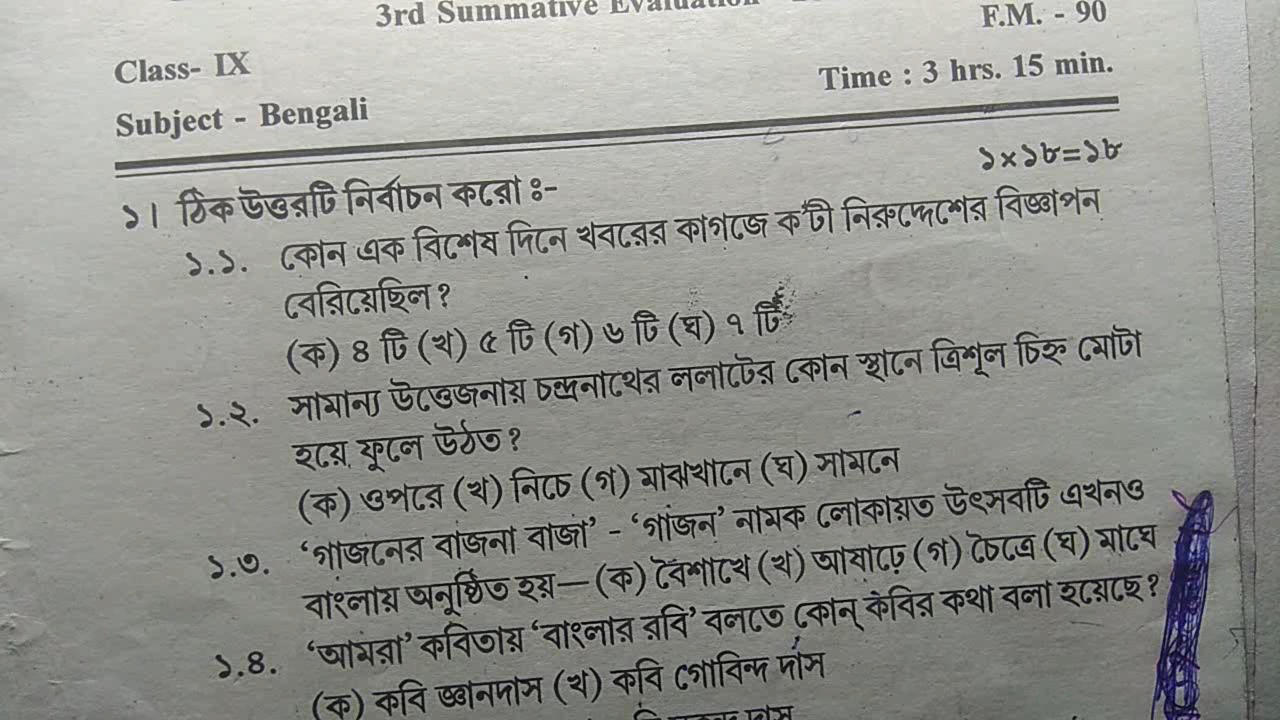 3rd Summative Evaluation
F.M. - 90
Class- IX
Time : 3 hrs. 15 min.
Subject - Bengali
১×১৮=১৮
১। ঠিক উত্তরটি নির্বাচন করো ঃ-
১.১. কোন এক বিশেষ দিনে খবরের কাগজে ক'টা নিরুদ্দেশের বিজ্ঞাপন
বেরিয়েছিল ?
(ক) ৪ টি (খ) ৫ টি (গ) ৬ টি (ঘ) ৭ টি
১.২. সামান্য উত্তেজনায় চন্দ্রনাথের ললাটের কোন স্থানে ত্রিশূল চিহ্ন মোটা
হয়ে ফুলে উঠত ?
(ক) ওপরে (খ) নিচে (গ) মাঝখানে (ঘ) সামনে
১.৩. 'গাজনের বাজনা বাজা' - 'গাজন' নামক লোকায়ত উৎসবটি এখনও
বাংলায় অনুষ্ঠিত হয়— (ক) বৈশাখে (খ) আষাঢ়ে (গ) চৈত্রে (ঘ) মাঘে
১.৪. 'আমরা' কবিতায় 'বাংলার রবি' বলতে কোন্ কবির কথা বলা হয়েছে ?
(ক) কবি জ্ঞানদাস (খ) কবি গোবিন্দ দাস
দাস